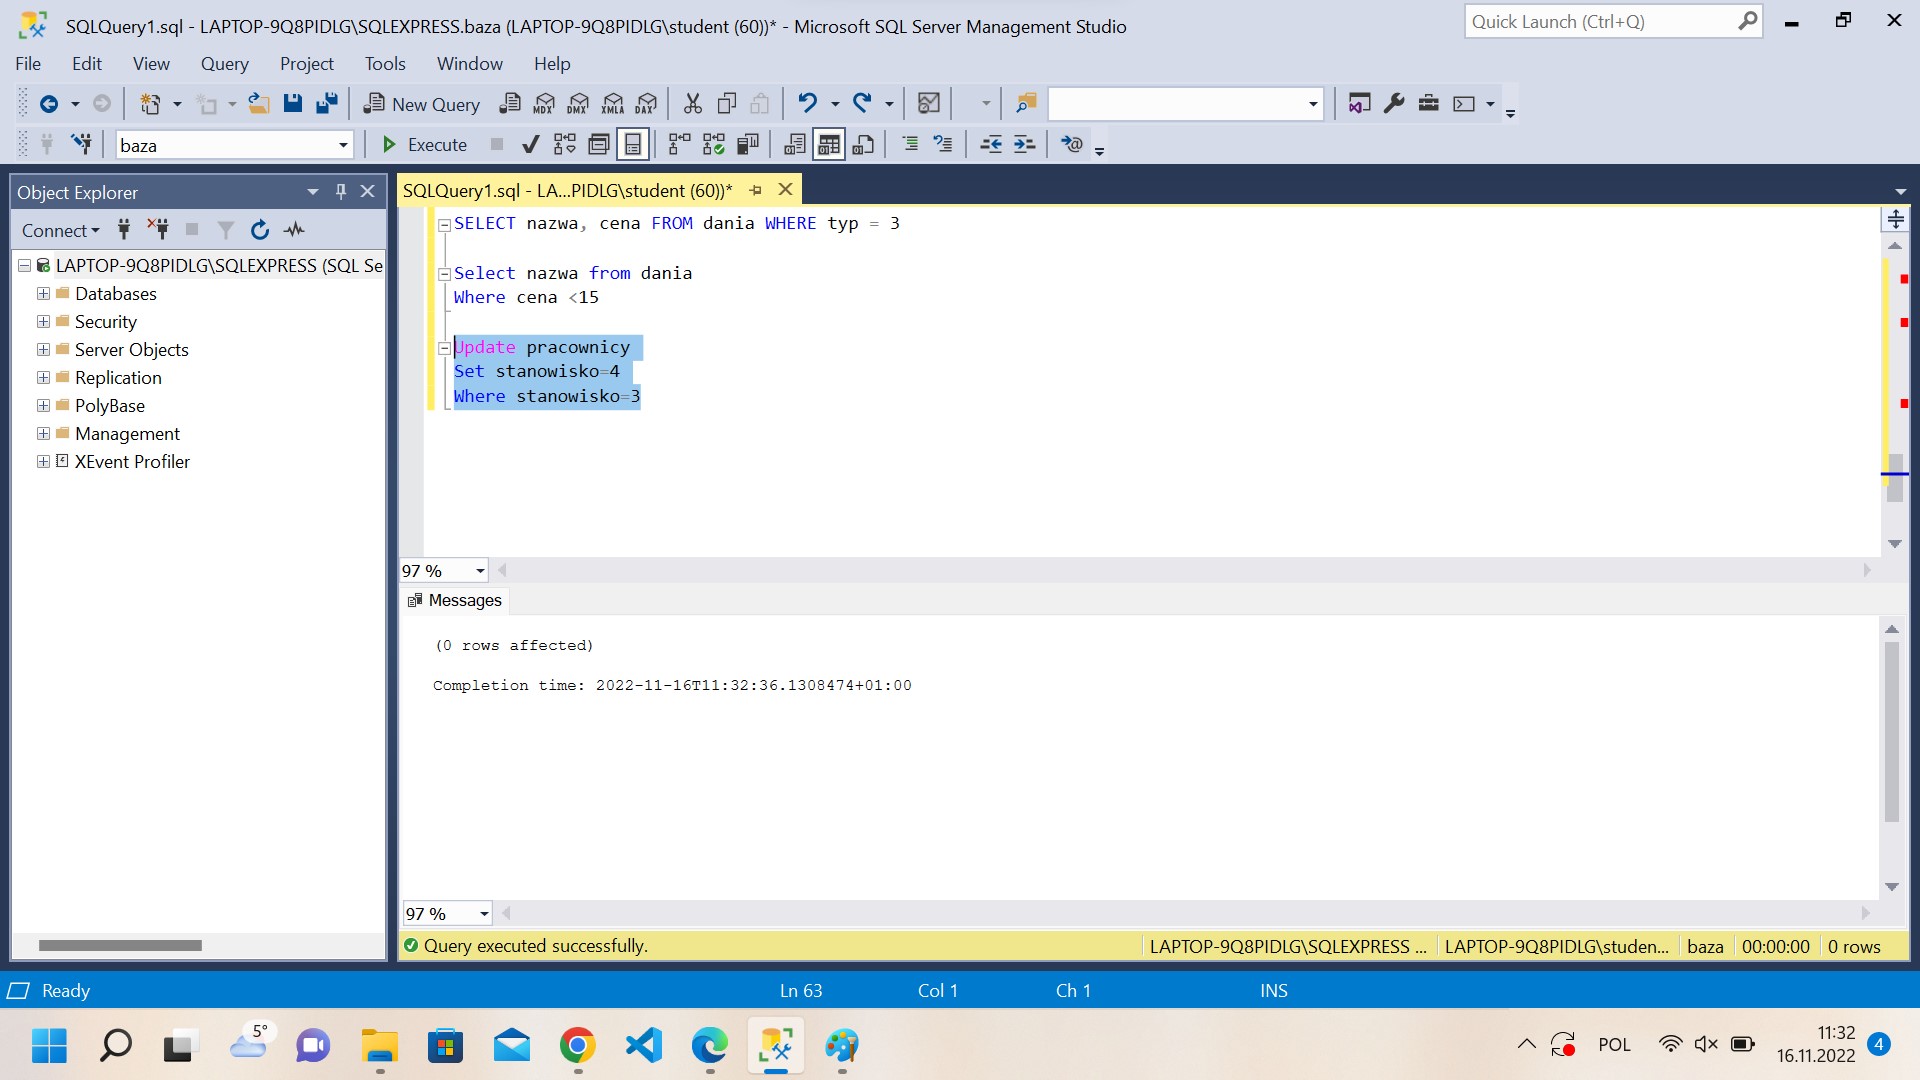 SQLQuery1.sql - LAPTOP-9Q8PIDLG\SQLEXPRESS.baza (LAPTOP-9Q8PIDLG\student (60))* - Microsoft SQL Server Management Studio
Quick Launch (Ctrl+Q)
File Edit View Query Project Tools Window Help
New Query MDX DMX XMLA DAX
baza Execute
Object Explorer
SQLQuery1.sql - LA...PIDLG\student (60))*
Connect
LAPTOP-9Q8PIDLG\SQLEXPRESS (SQL Se
Databases
Security
Server Objects
Replication
PolyBase
Management
XEvent Profiler
SELECT nazwa, cena FROM dania WHERE typ = 3
Select nazwa from dania
Where cena <15
Update pracownicy
Set stanowisko=4
Where stanowisko=3
97 %
Messages
(0 rows affected)
Completion time: 2022-11-16T11:32:36.1308474+01:00
97 %
Query executed successfully. LAPTOP-9Q8PIDLG\SQLEXPRESS ... LAPTOP-9Q8PIDLG\studen... baza 00:00:00 0 rows
Ready Ln 63 Col 1 Ch 1 INS
5°
POL
11:32
16.11.2022
4